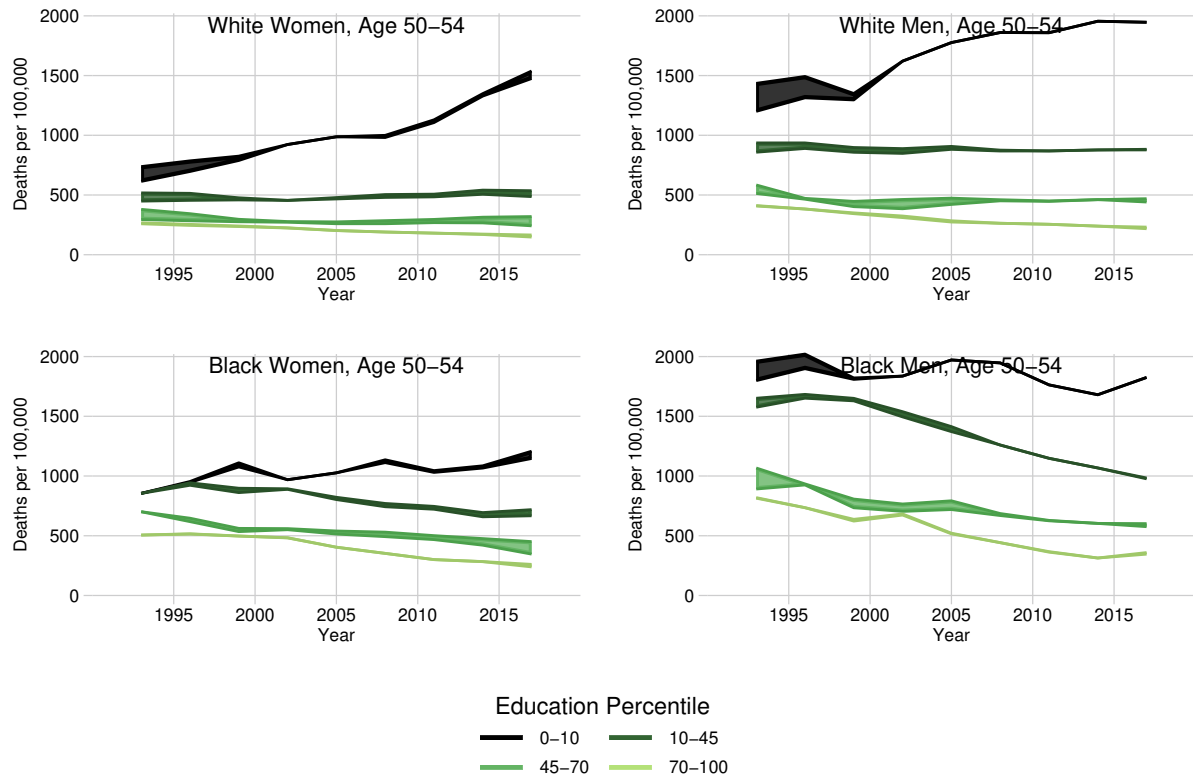 White Women, Age 50−54
2000
1500
1000
500
0
Deaths per 100,000
1995 2000 2005 2010 2015
Year
White Men, Age 50−54
2000
1500
1000
500
0
Deaths per 100,000
1995 2000 2005 2010 2015
Year
Black Women, Age 50−54
2000
1500
1000
500
0
Deaths per 100,000
1995 2000 2005 2010 2015
Year
Black Men, Age 50−54
2000
1500
1000
500
0
Deaths per 100,000
1995 2000 2005 2010 2015
Year
Education Percentile
0−10 10−45
45−70 70−100